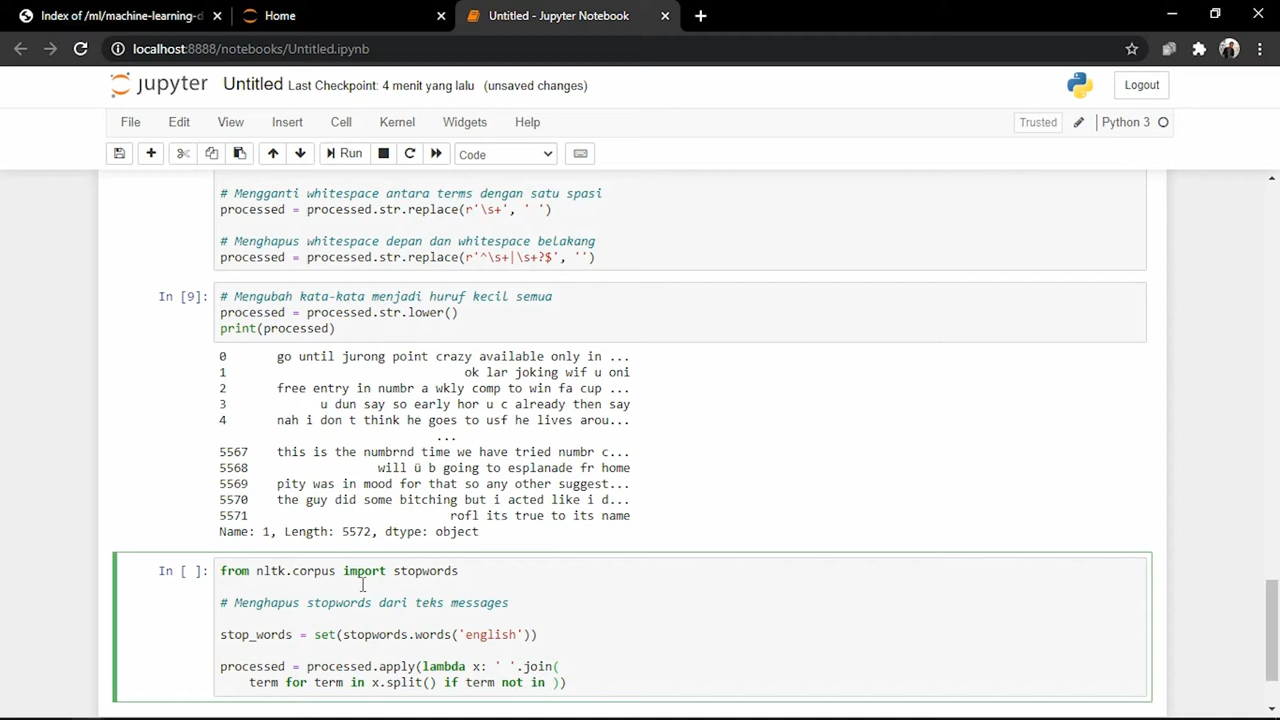 Index of /ml/machine-learning-d
Home
Untitled - Jupyter Notebook
localhost:8888/notebooks/Untitled.ipynb
jupyter Untitled Last Checkpoint: 4 menit yang lalu (unsaved changes)
Logout
File Edit View Insert Cell Kernel Widgets Help
Trusted
Python 3
Run
Code
# Mengganti whitespace antara terms dengan satu spasi
processed = processed.str.replace(r'\s+', ' ')
# Menghapus whitespace depan dan whitespace belakang
processed = processed.str.replace(r'^\s+|\s+?$', '')
In [9]:
# Mengubah kata-kata menjadi huruf kecil semua
processed = processed.str.lower()
print(processed)
0 go until jurong point crazy available only in ...
1 ok lar joking wif u oni
2 free entry in numbr a wkly comp to win fa cup ...
3 u dun say so early hor u c already then say
4 nah i don t think he goes to usf he lives arou...
...
5567 this is the numbrnd time we have tried numbr c...
5568 will ü b going to esplanade fr home
5569 pity was in mood for that so any other suggest...
5570 the guy did some bitching but i acted like i d...
5571 rofl its true to its name
Name: 1, Length: 5572, dtype: object
In [ ]:
from nltk.corpus import stopwords
# Menghapus stopwords dari teks messages
stop_words = set(stopwords.words('english'))
processed = processed.apply(lambda x: ' '.join(
term for term in x.split() if term not in ))